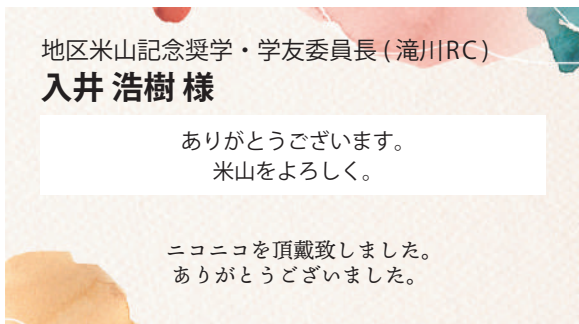 地区米山記念奨学・学友委員長(滝川RC)
入井 浩樹 様
ありがとうございます。
米山をよろしく。
ニコニコを頂戴致しました。
ありがとうございました。